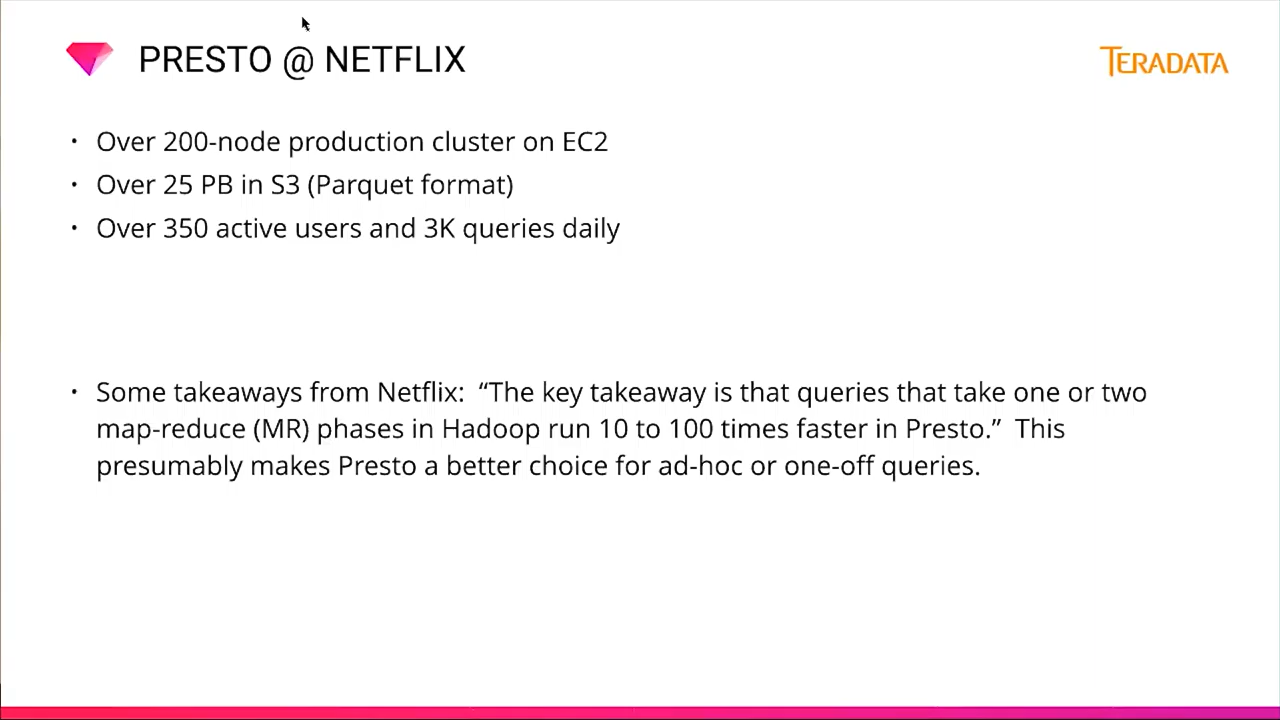 PRESTO @ NETFLIX
TERADATA
• Over 200-node production cluster on EC2
• Over 25 PB in S3 (Parquet format)
• Over 350 active users and 3K queries daily
• Some takeaways from Netflix:  “The key takeaway is that queries that take one or two
map-reduce (MR) phases in Hadoop run 10 to 100 times faster in Presto.”  This
presumably makes Presto a better choice for ad-hoc or one-off queries.